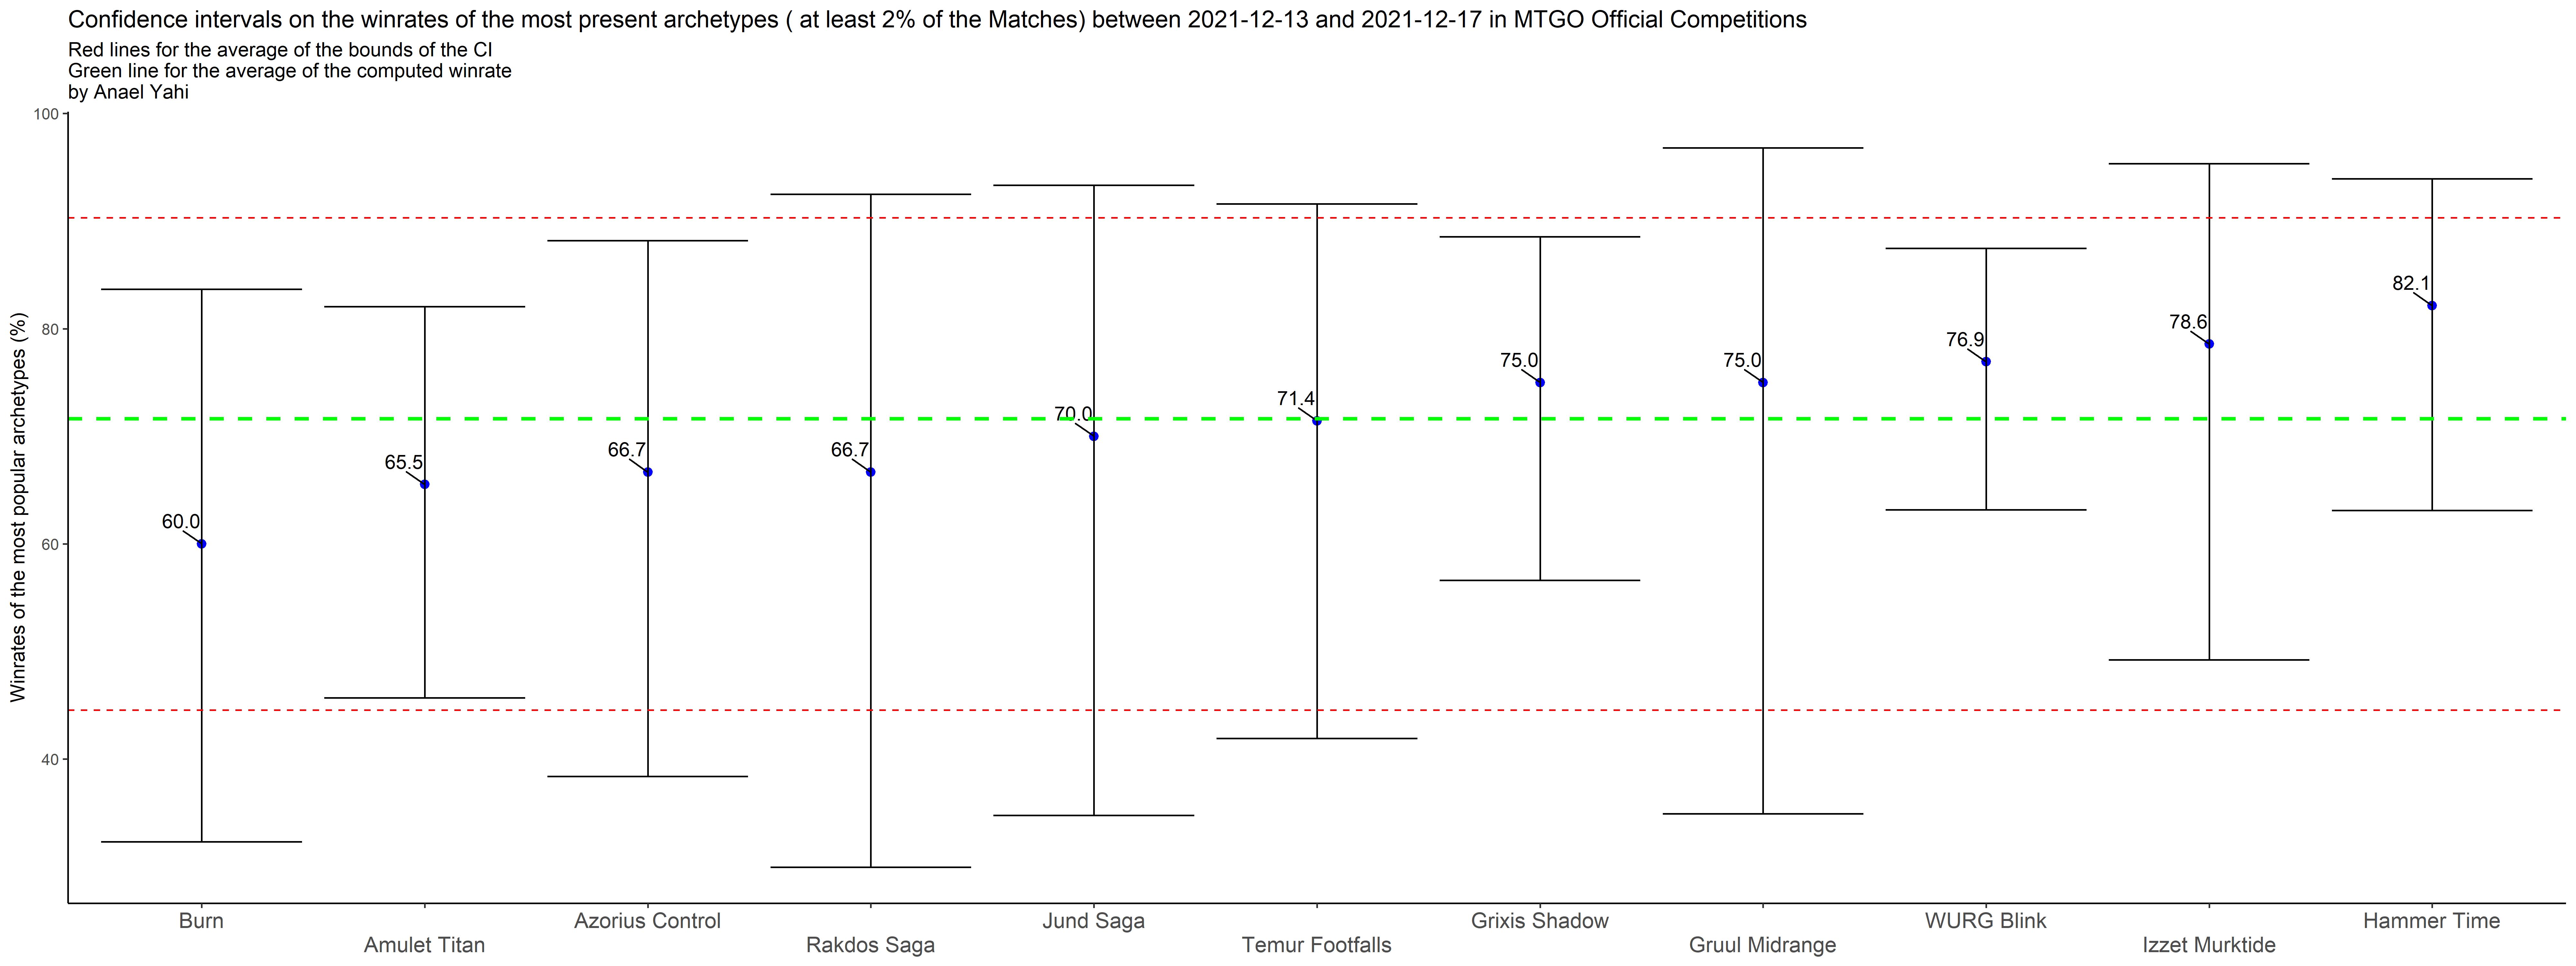 Confidence intervals on the winrates of the most present archetypes ( at least 2% of the Matches) between 2021-12-13 and 2021-12-17 in MTGO Official Competitions
Red lines for the average of the bounds of the CI
Green line for the average of the computed winrate
by Anael Yahi
Winrates of the most popular archetypes (%)
100
80
60
40
60.0
65.5
66.7
66.7
70.0
71.4
75.0
75.0
76.9
78.6
82.1
Burn
Amulet Titan
Azorius Control
Rakdos Saga
Jund Saga
Temur Footfalls
Grixis Shadow
Gruul Midrange
WURG Blink
Izzet Murktide
Hammer Time